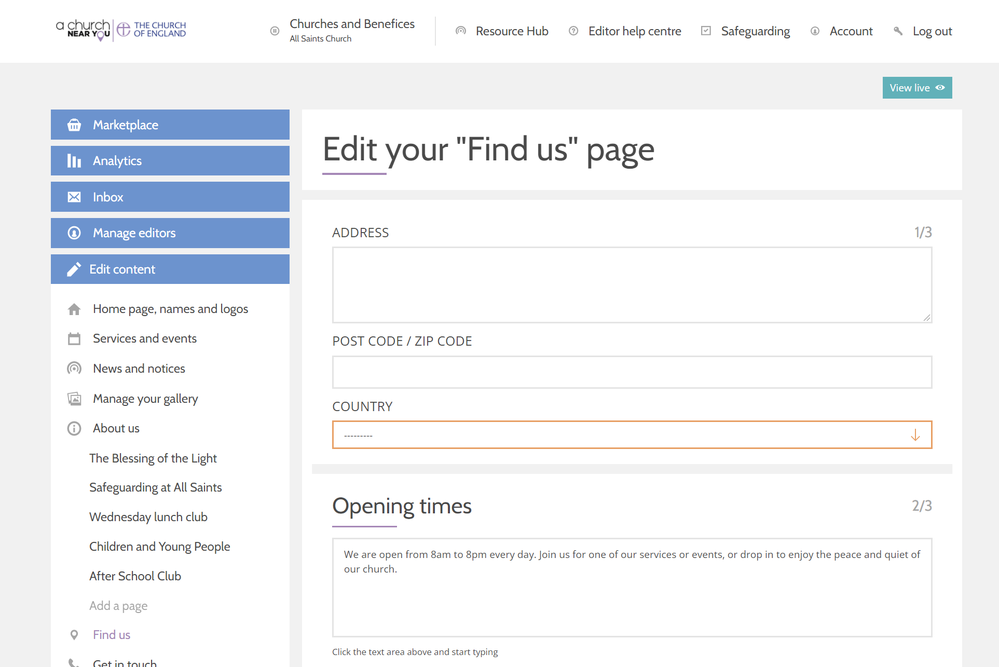 a church
NEAR YOU
THE CHURCH
OF ENGLAND
Churches and Benefices
All Saints Church
Resource Hub
Editor help centre
Safeguarding
Account
Log out
View live
Marketplace
Analytics
Inbox
Manage editors
Edit content
Home page, names and logos
Services and events
News and notices
Manage your gallery
About us
The Blessing of the Light
Safeguarding at All Saints
Wednesday lunch club
Children and Young People
After School Club
Add a page
Find us
Get in touch
Edit your "Find us" page
ADDRESS
1/3
POST CODE / ZIP CODE
COUNTRY
---------
Opening times
2/3
We are open from 8am to 8pm every day. Join us for one of our services or events, or drop in to enjoy the peace and quiet of
our church.
Click the text area above and start typing